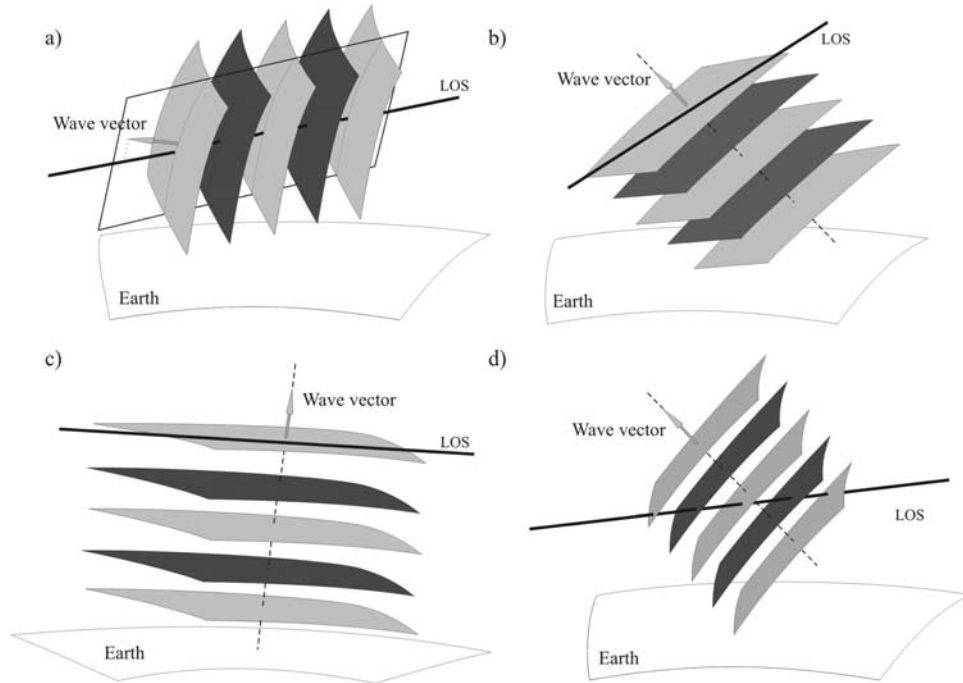 a)
LOS
Wave vector
Earth
b)
LOS
Wave vector
Earth
c)
Wave vector
LOS
Earth
d)
Wave vector
LOS
Earth